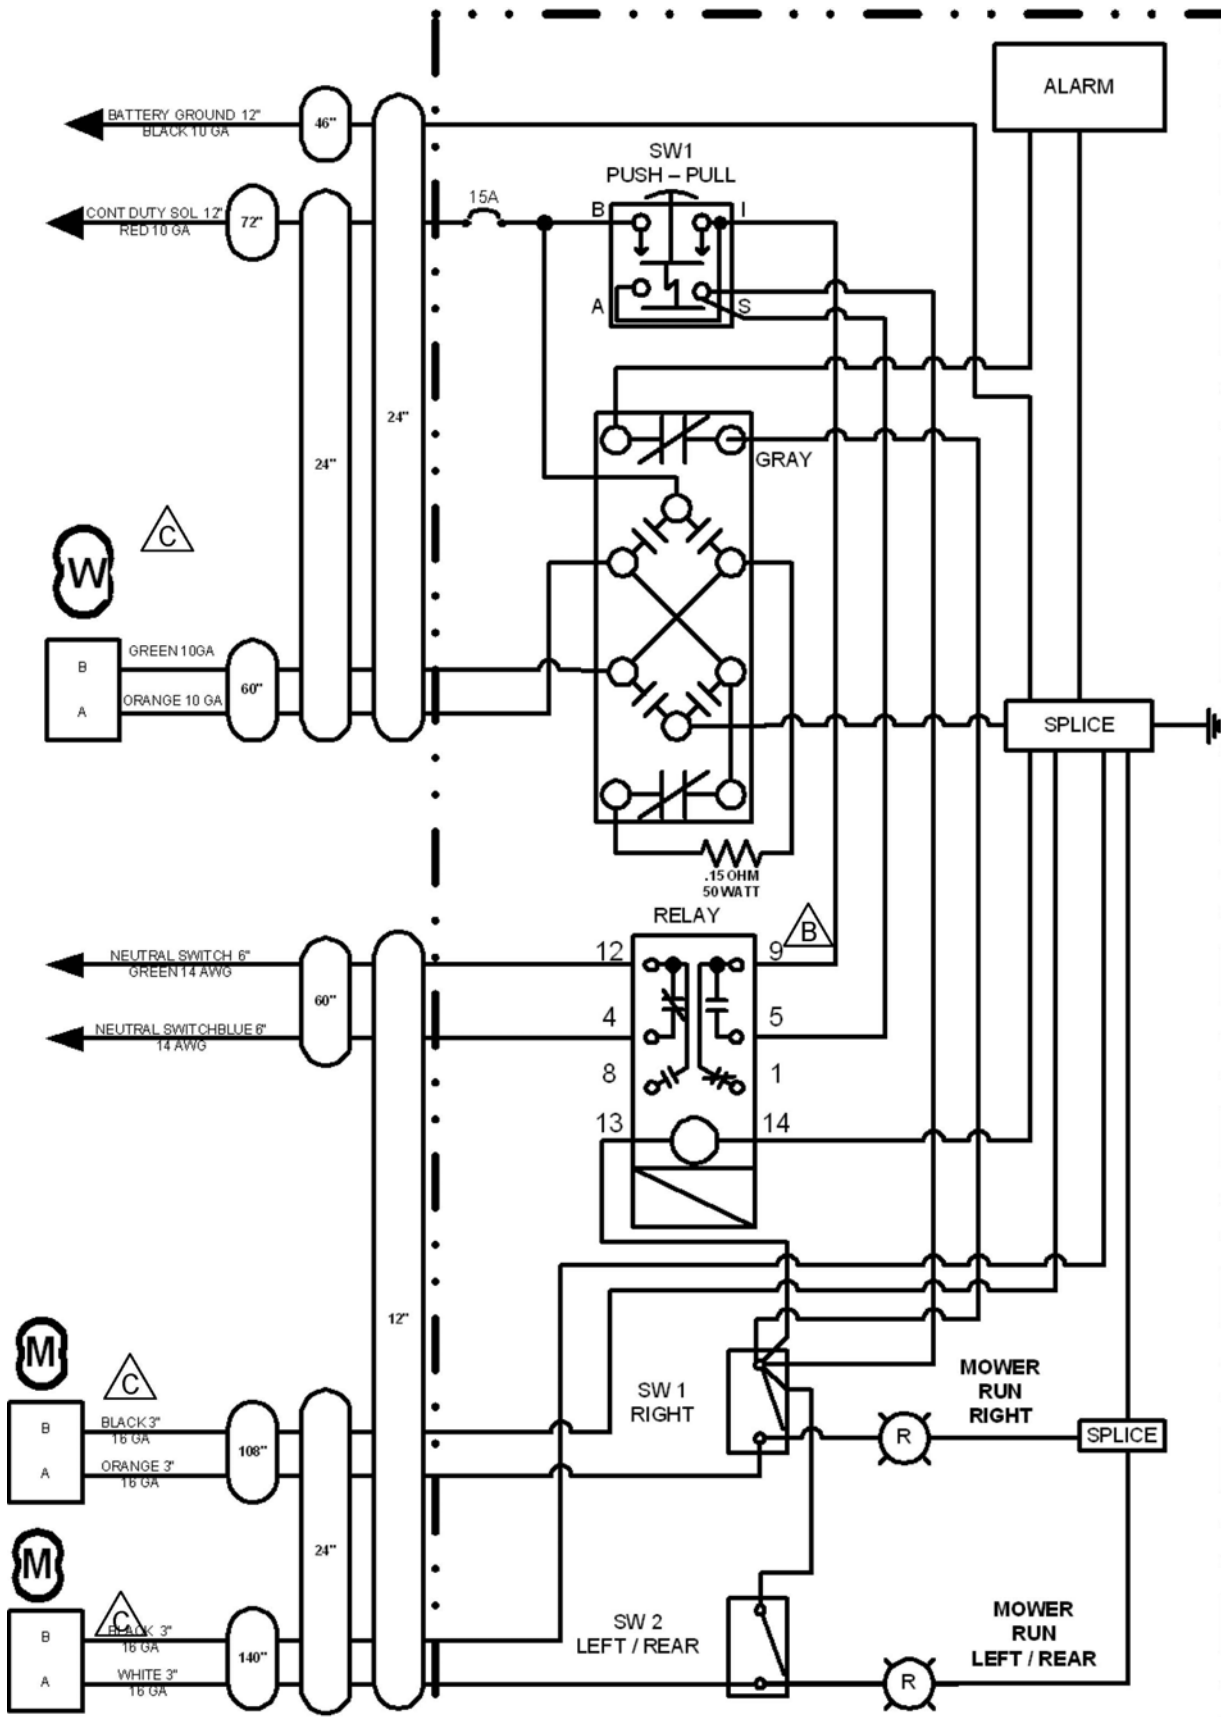 ALARM
BATTERY GROUND 12"
BLACK 10 GA
46"
SW1
PUSH – PULL
CONT DUTY SOL 12"
RED 10 GA
72"
15A
B
I
A
S
24"
24"
GRAY
C
W
B
GREEN 10GA
A
ORANGE 10 GA
60"
SPLICE
.15 OHM
50 WATT
RELAY
B
NEUTRAL SWITCH 6"
GREEN 14 AWG
12
9
60"
NEUTRAL SWITCHBLUE 6"
14 AWG
4
5
8
1
13
14
12"
M
C
B
BLACK 3"
16 GA
A
ORANGE 3"
16 GA
108"
SW 1
RIGHT
MOWER
RUN
RIGHT
R
SPLICE
24"
M
C
B
BLACK 3"
16 GA
A
WHITE 3"
16 GA
140"
SW 2
LEFT / REAR
MOWER
RUN
LEFT / REAR
R